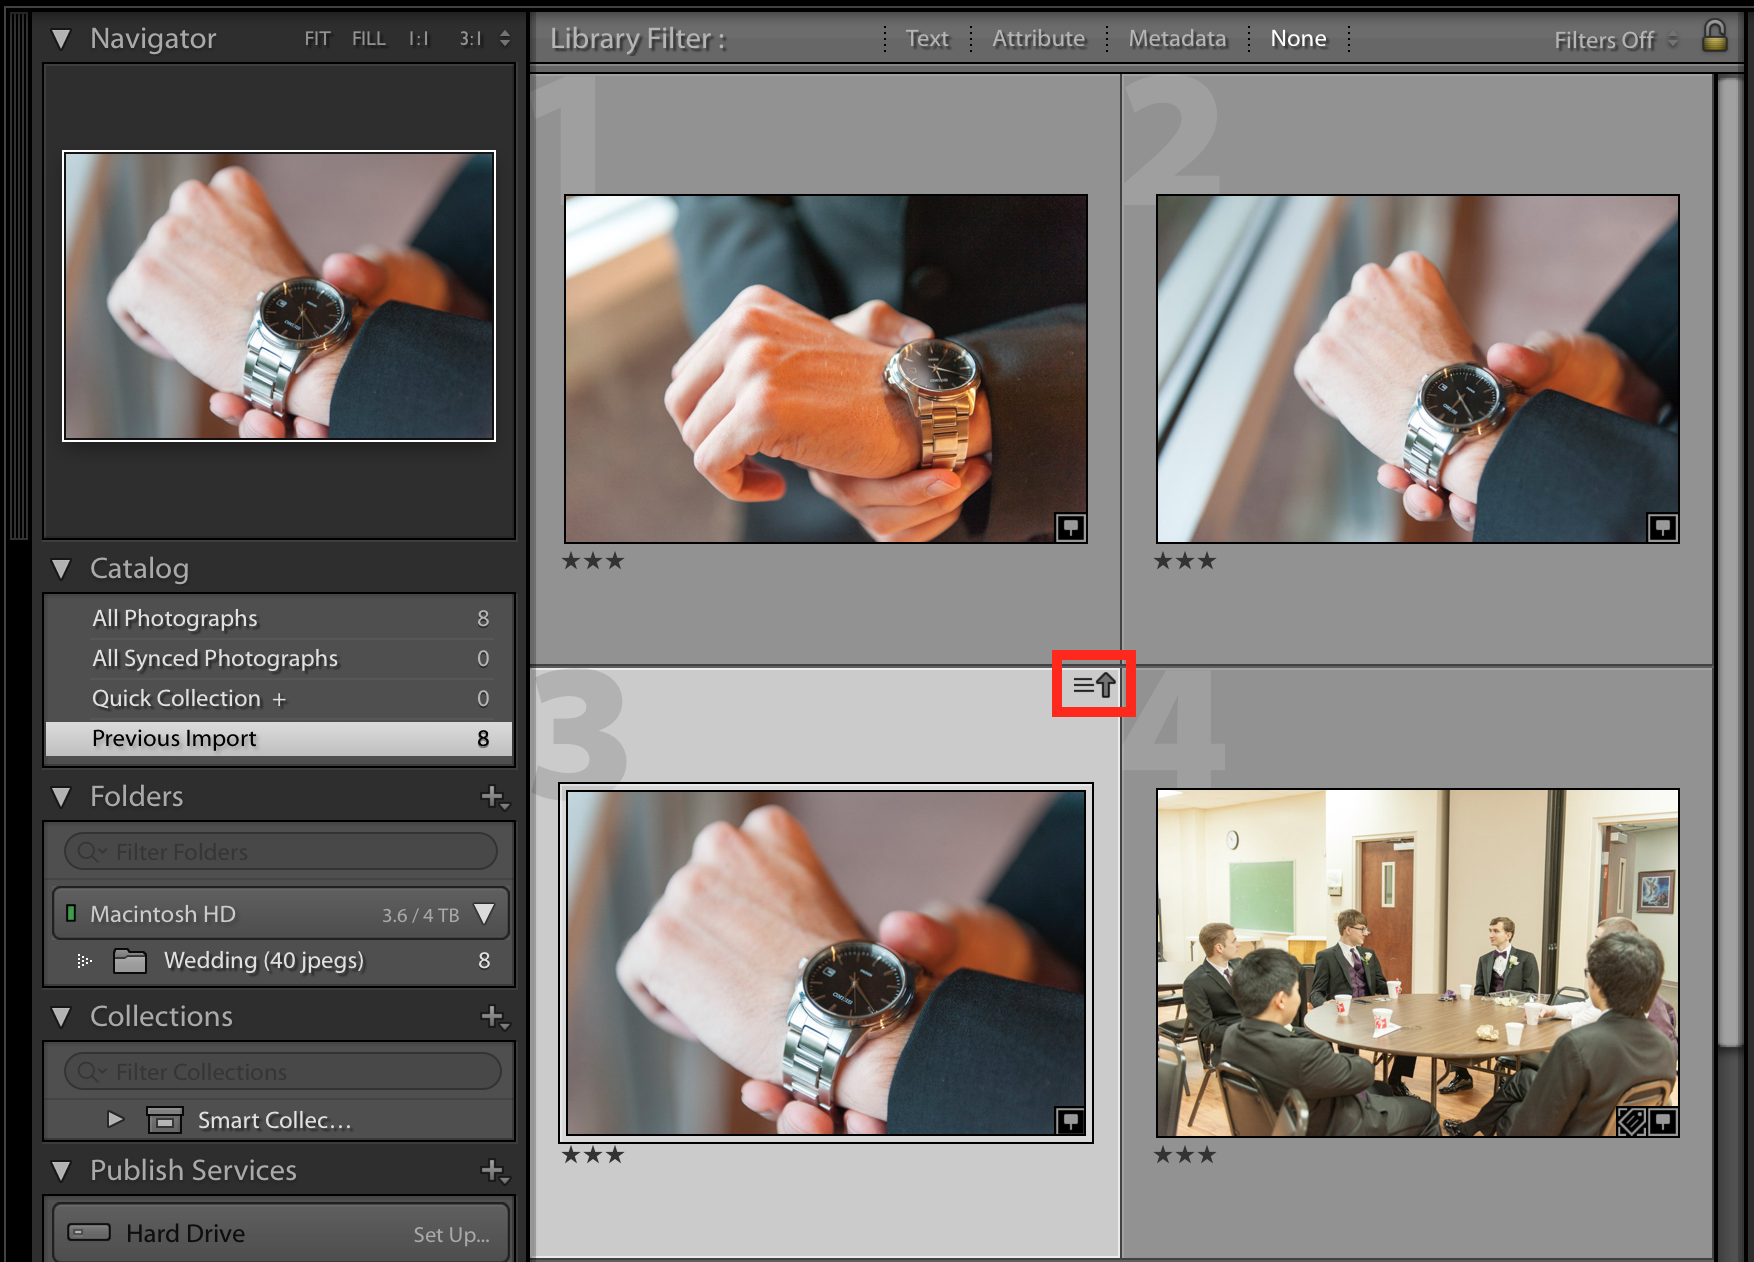 Navigator FIT FILL 1:1 3:1
Library Filter : Text Attribute Metadata None Filters Off
1
2
SEIKO
Catalog
All Photographs 8
All Synced Photographs 0
Quick Collection + 0
Previous Import 8
3
4
Folders
Filter Folders
Macintosh HD 3.6 / 4 TB
Wedding (40 jpegs) 8
SEIKO
Collections
Filter Collections
Smart Collec...
Publish Services
Hard Drive Set Up...